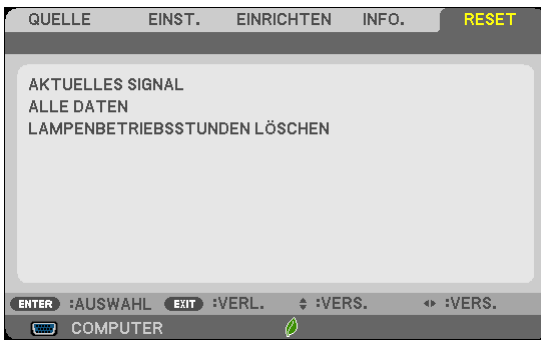 QUELLE EINST. EINRICHTEN INFO. RESET
AKTUELLES SIGNAL
ALLE DATEN
LAMPENBETRIEBSSTUNDEN LÖSCHEN
ENTER :AUSWAHL EXIT :VERL. :VERS. :VERS.
COMPUTER